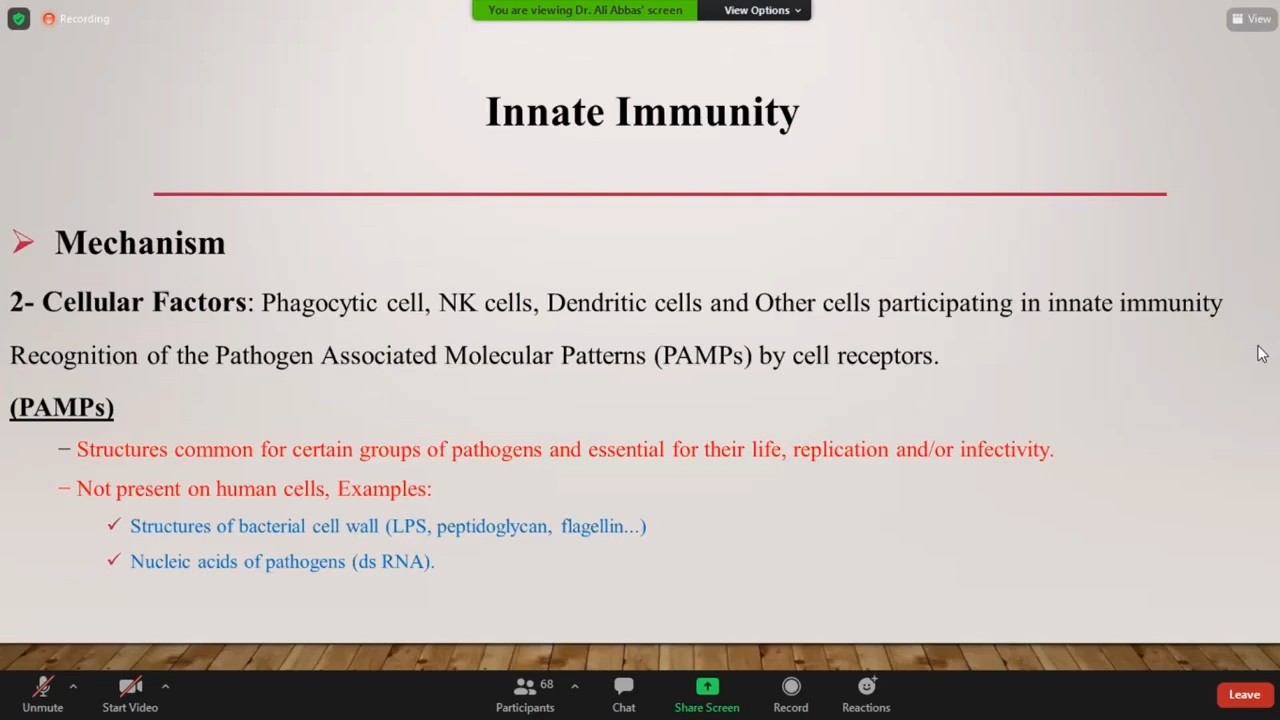 Recording
You are viewing Dr. Ali Abbas' screen
View Options
View
Innate Immunity
Mechanism
2- Cellular Factors: Phagocytic cell, NK cells, Dendritic cells and Other cells participating in innate immunity
Recognition of the Pathogen Associated Molecular Patterns (PAMPs) by cell receptors.
(PAMPs)
– Structures common for certain groups of pathogens and essential for their life, replication and/or infectivity.
– Not present on human cells, Examples:
✓ Structures of bacterial cell wall (LPS, peptidoglycan, flagellin...)
✓ Nucleic acids of pathogens (ds RNA).
Unmute
Start Video
68
Participants
Chat
Share Screen
Record
Reactions
Leave